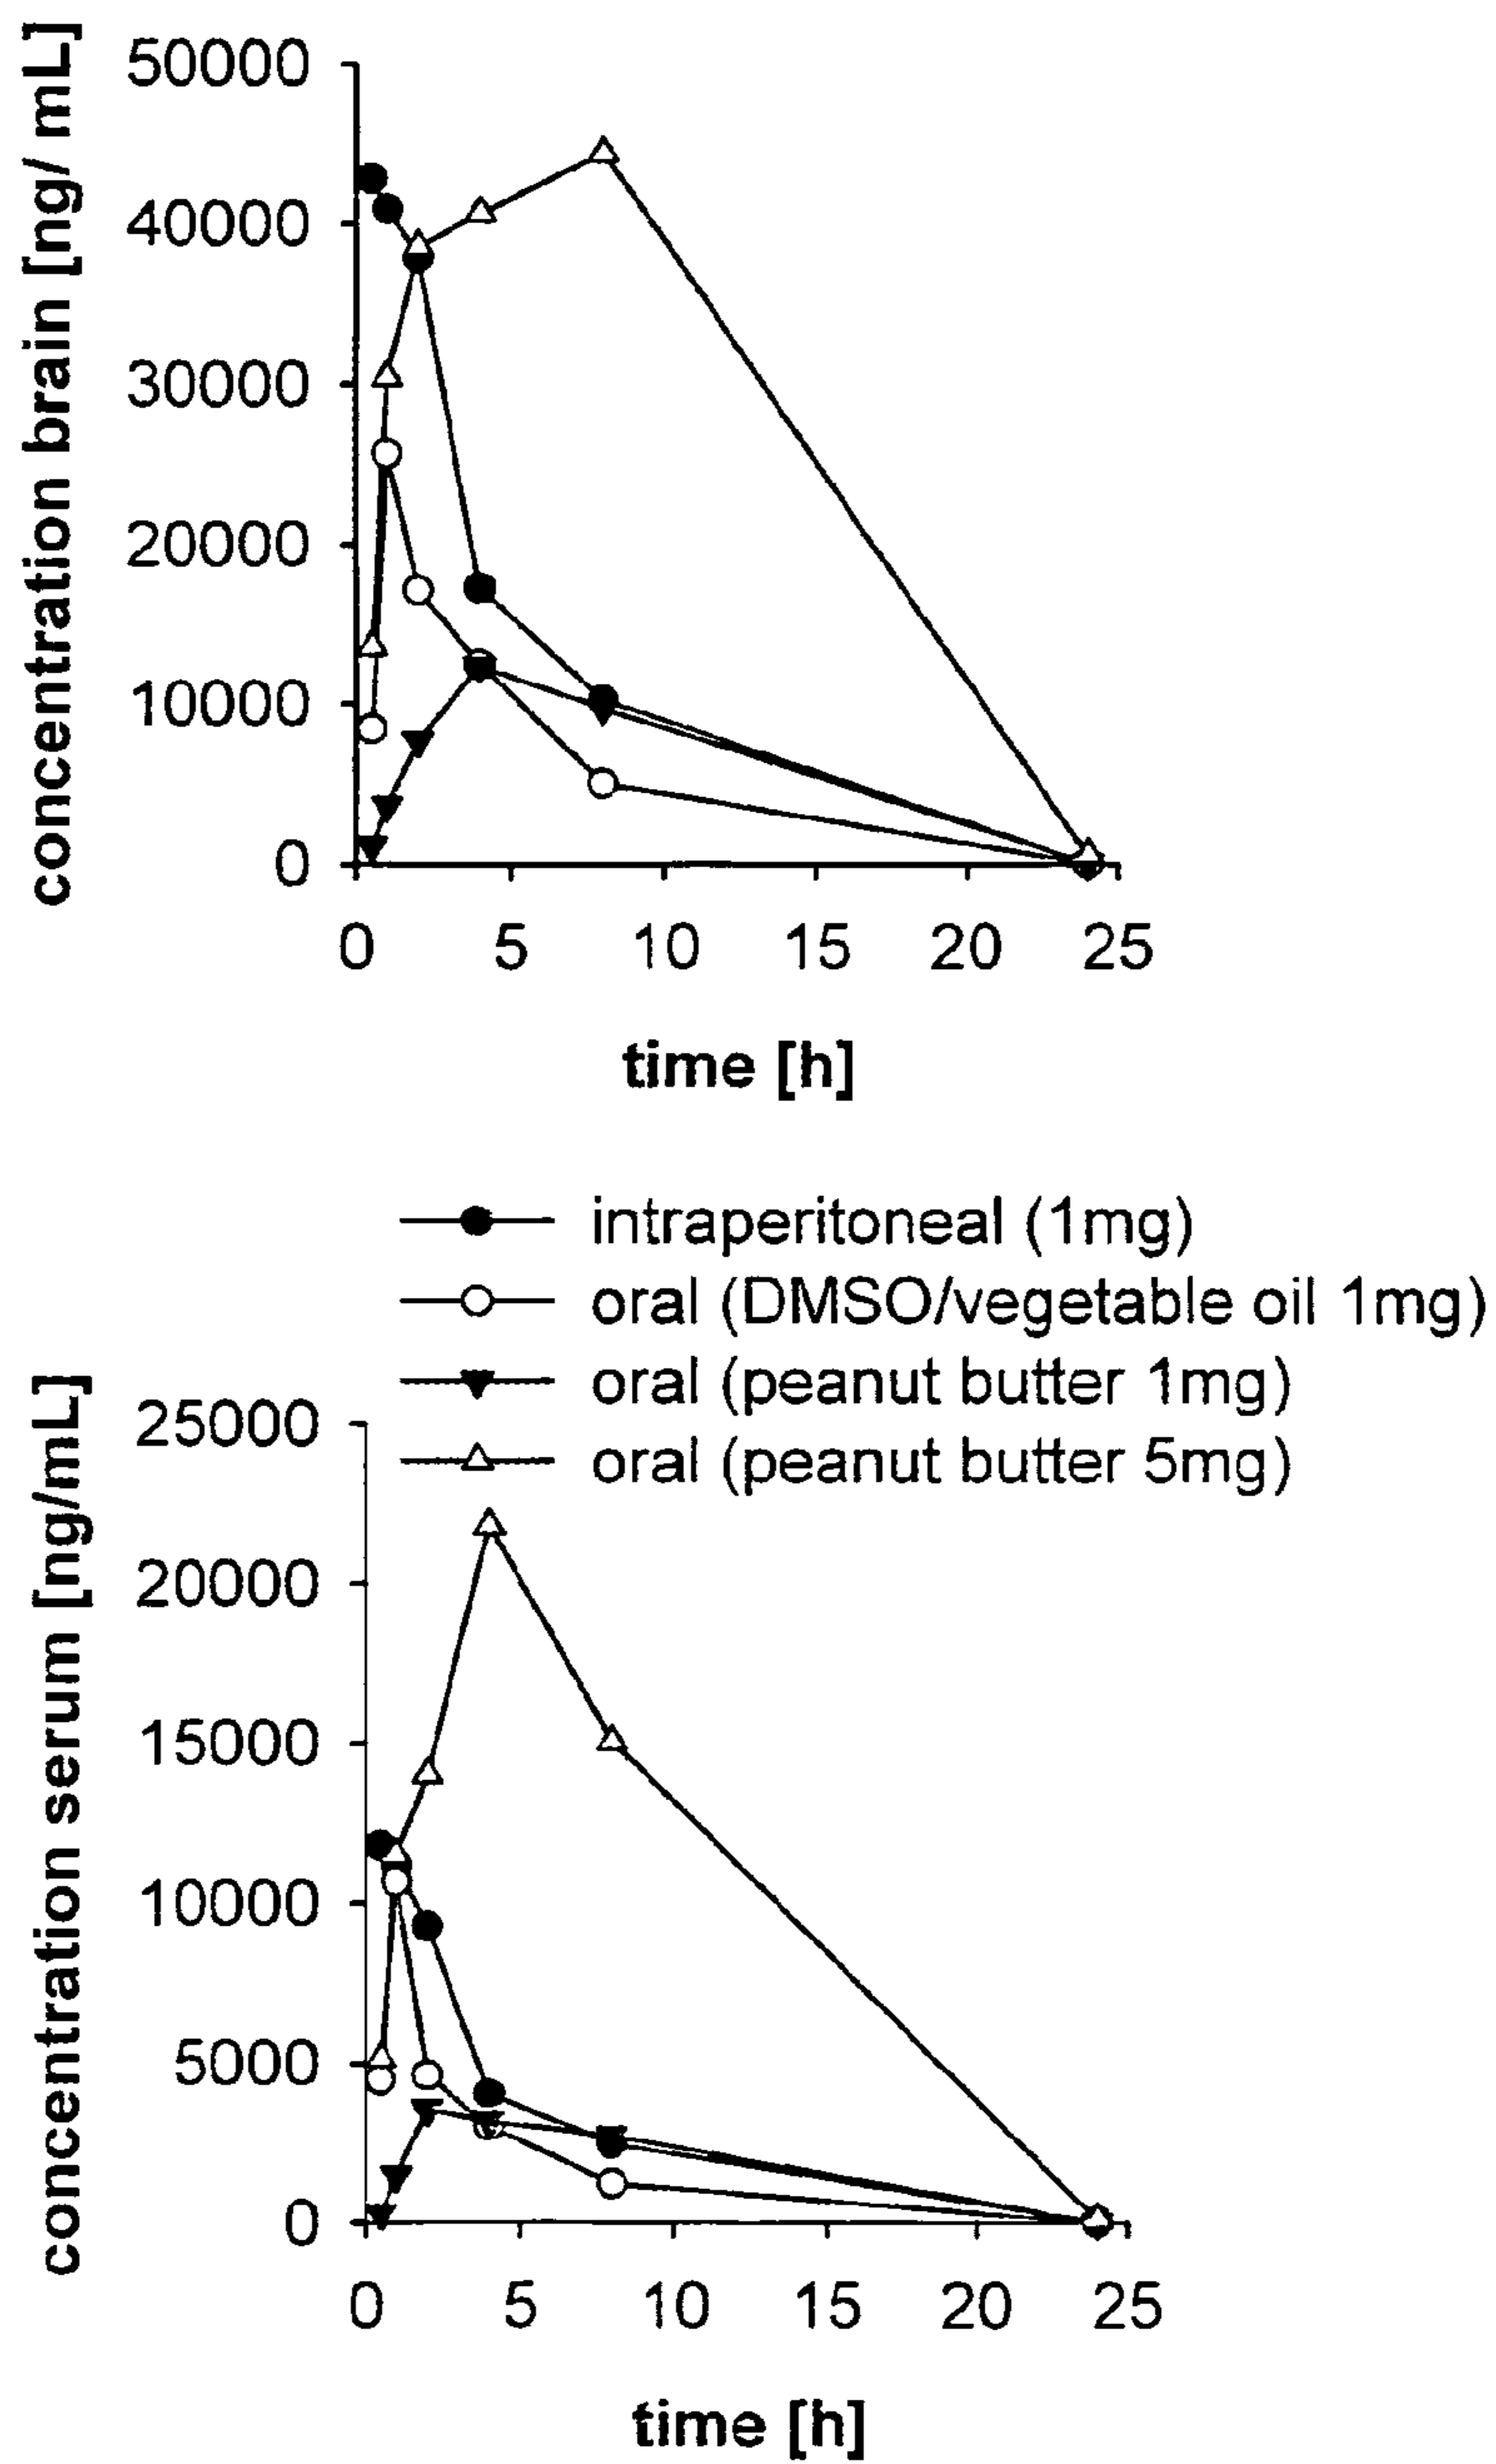 concentration brain [ng/ mL]
50000
40000
30000
20000
10000
0
0 5 10 15 20 25
time [h]
intraperitoneal (1mg)
oral (DMSO/vegetable oil 1mg)
oral (peanut butter 1mg)
oral (peanut butter 5mg)
concentration serum [ng/mL]
25000
20000
15000
10000
5000
0
0 5 10 15 20 25
time [h]